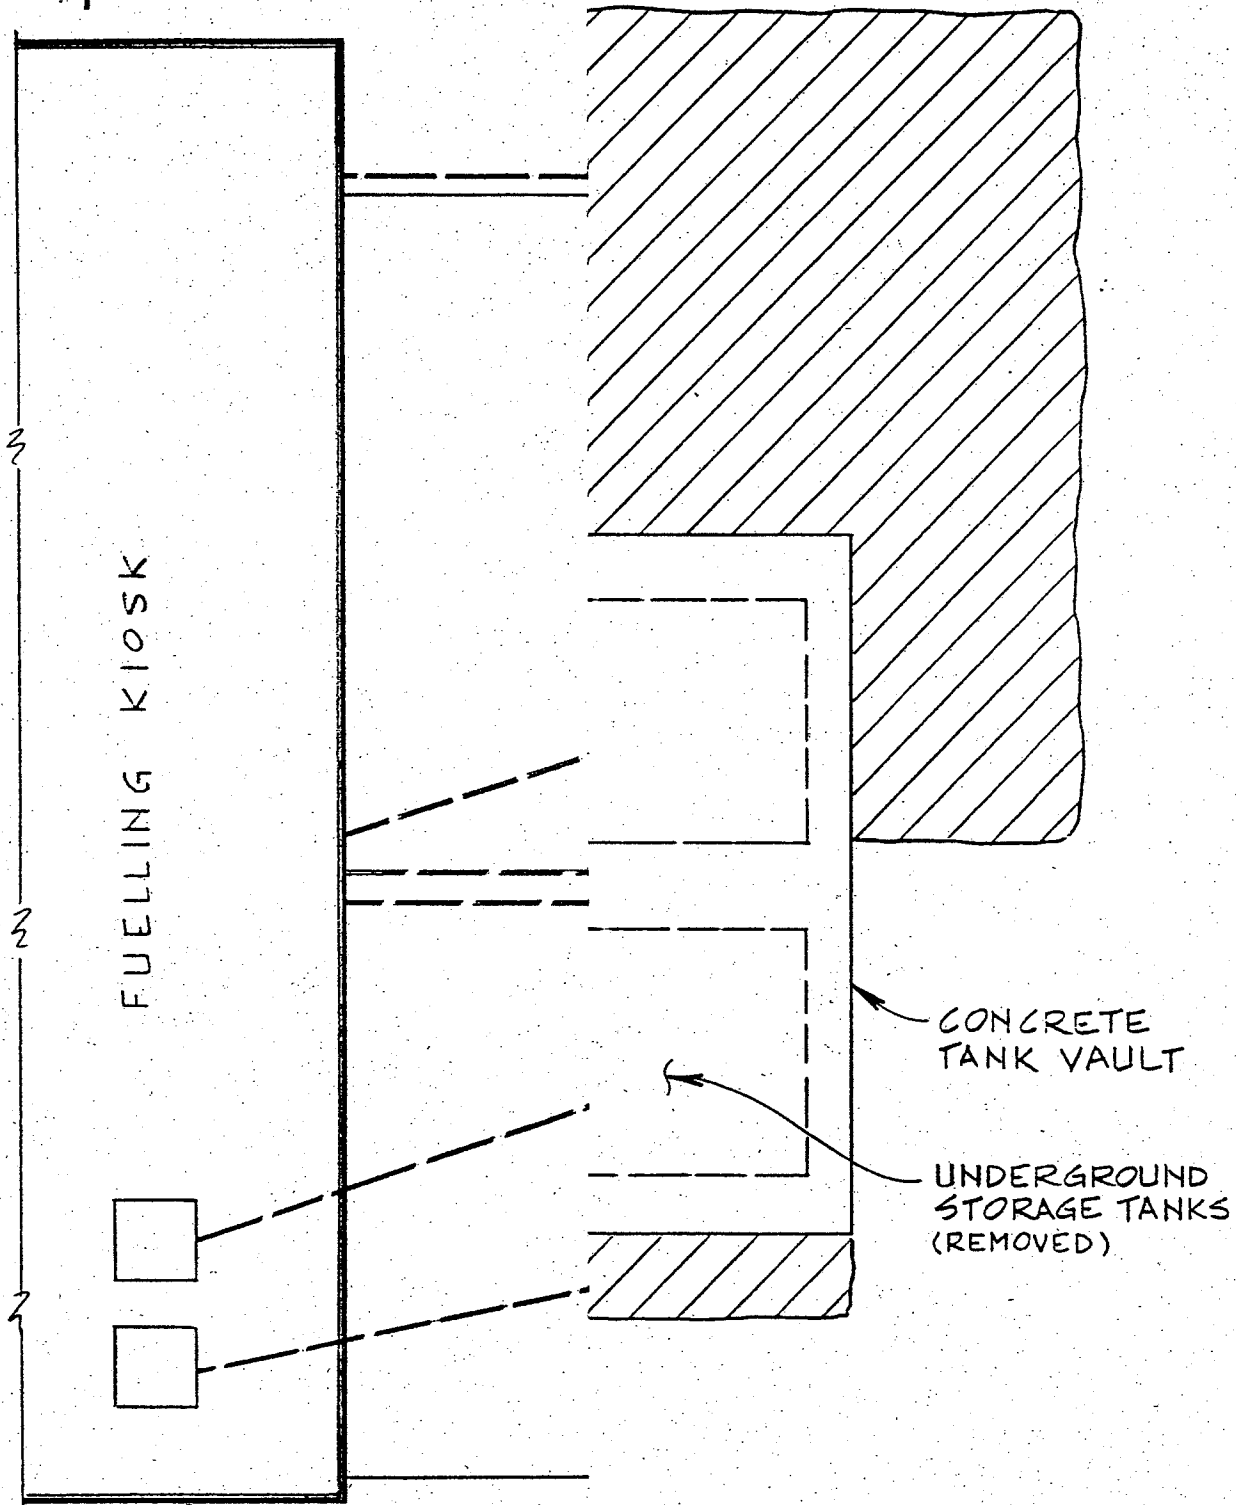 FUELLING KIOSK
CONCRETE
TANK VAULT
UNDERGROUND
STORAGE TANKS
(REMOVED)